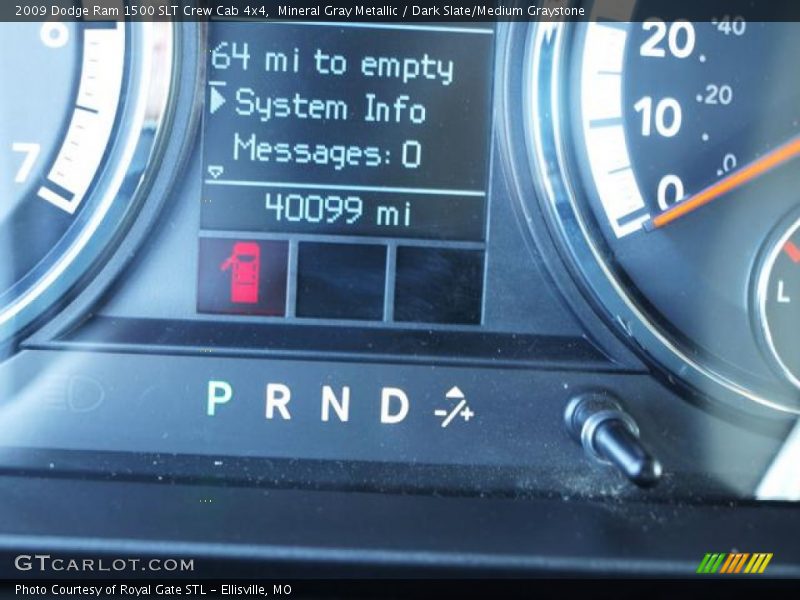 2009 Dodge Ram 1500 SLT Crew Cab 4x4, Mineral Gray Metallic / Dark Slate/Medium Graystone
64 mi to empty
System Info
Messages: 0
40099 mi
6
7
20
40
10
20
0
0
L
P R N D -/+
GTCARLOT.COM
Photo Courtesy of Royal Gate STL - Ellisville, MO